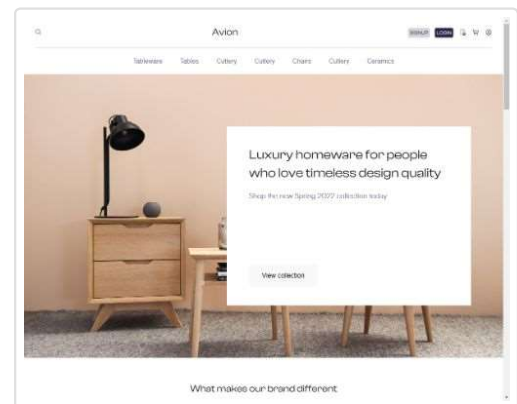 Avion
SIGNUP LOGIN
Tableware Tables Cutlery Cutlery Chairs Cutlery Ceramics
Luxury homeware for people
who love timeless design quality
Shop the new Spring 2022 collection today
View collection
What makes our brand different